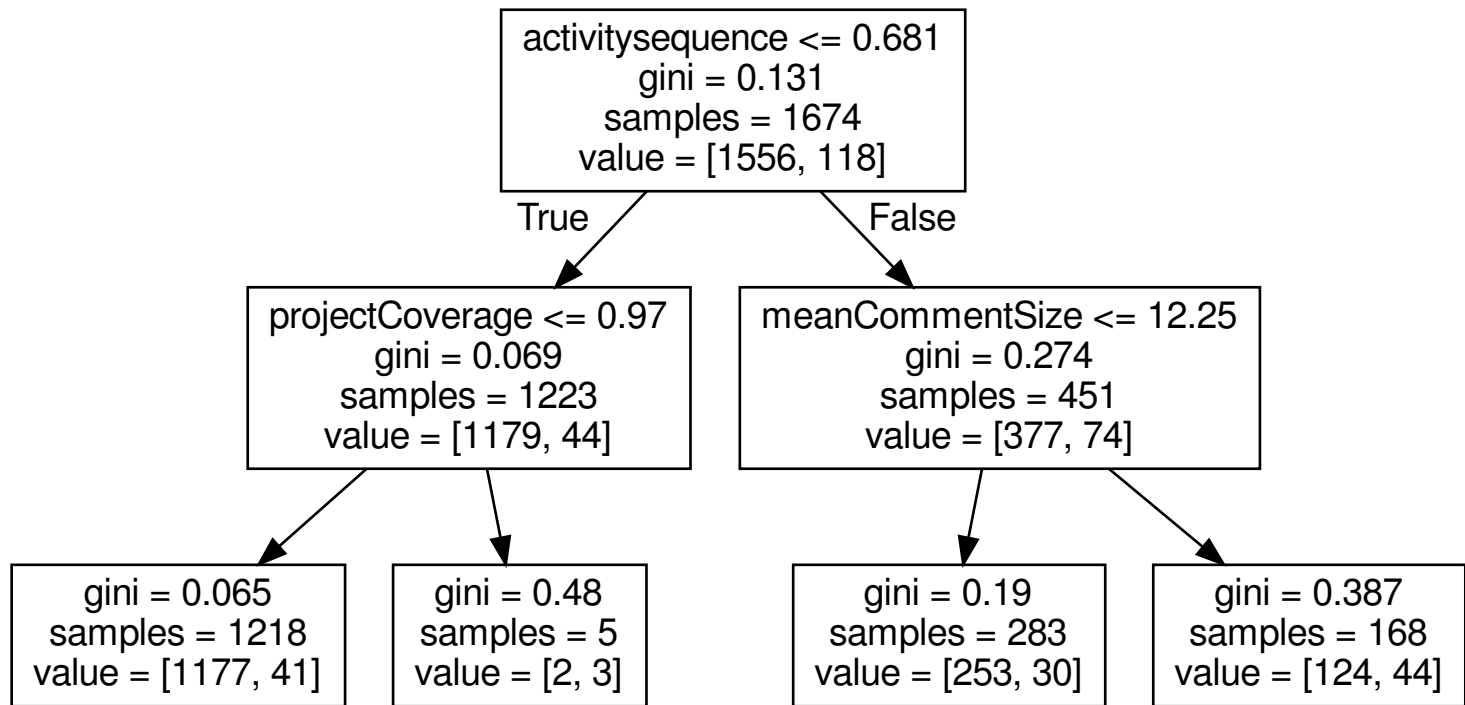 activitysequence <= 0.681
gini = 0.131
samples = 1674
value = [1556, 118]
True
False
projectCoverage <= 0.97
gini = 0.069
samples = 1223
value = [1179, 44]
meanCommentSize <= 12.25
gini = 0.274
samples = 451
value = [377, 74]
gini = 0.065
samples = 1218
value = [1177, 41]
gini = 0.48
samples = 5
value = [2, 3]
gini = 0.19
samples = 283
value = [253, 30]
gini = 0.387
samples = 168
value = [124, 44]